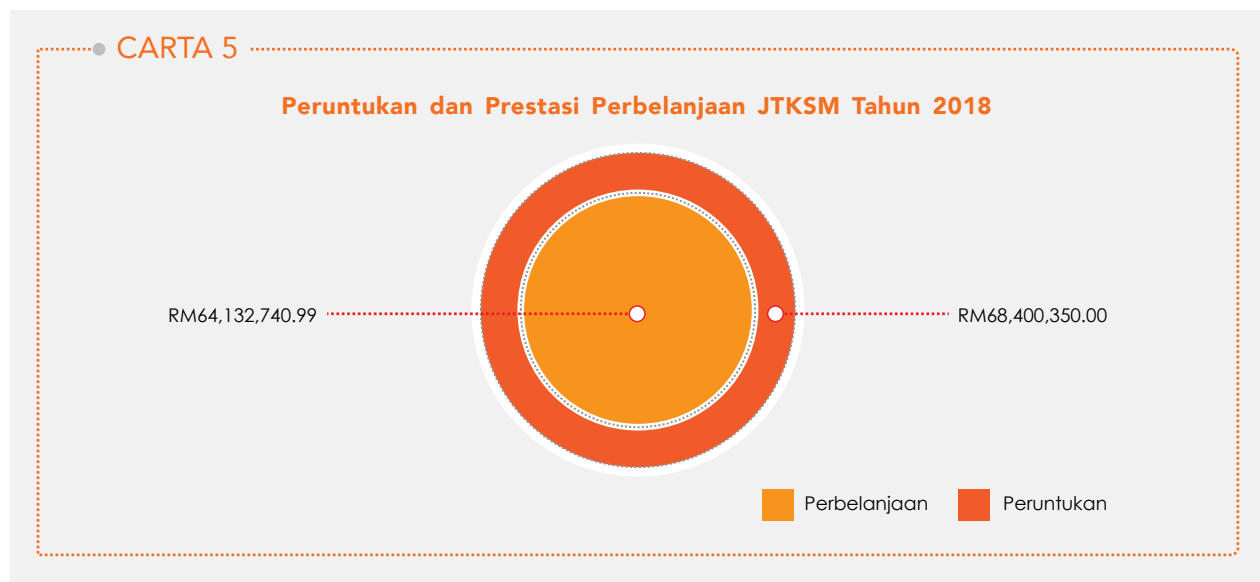 CARTA 5
Peruntukan dan Prestasi Perbelanjaan JTKSM Tahun 2018
RM64,132,740.99
RM68,400,350.00
Perbelanjaan
Peruntukan